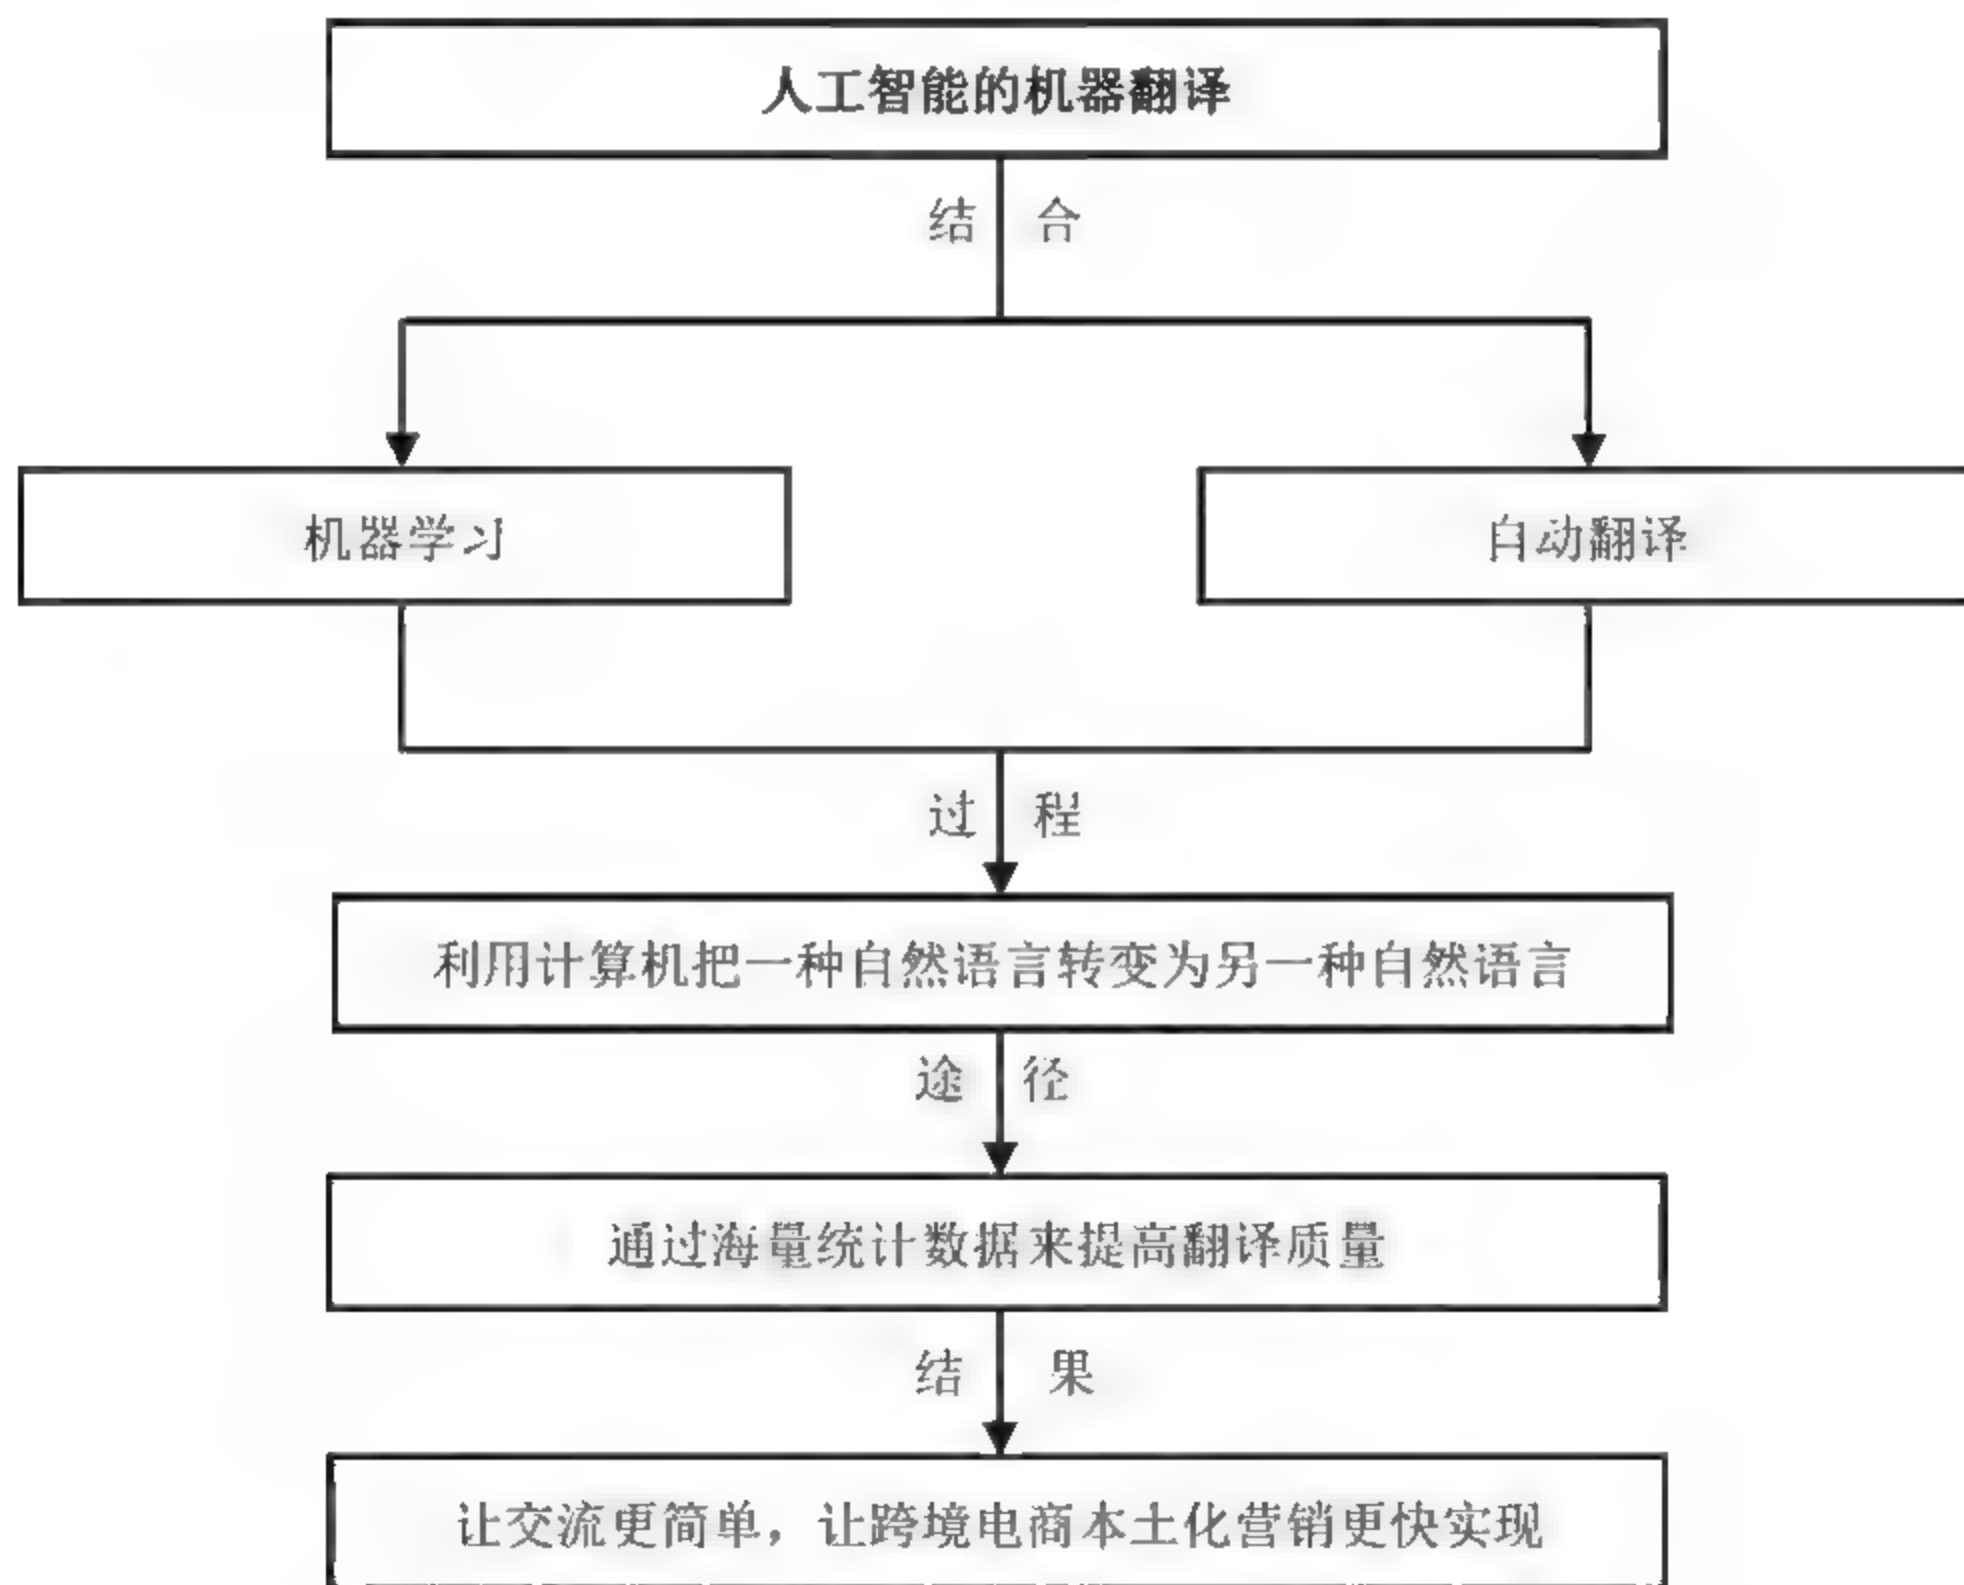 人工智能的机器翻译
结 合
机器学习
自动翻译
过 程
利用计算机把一种自然语言转变为另一种自然语言
途 径
通过海量统计数据来提高翻译质量
结 果
让交流更简单，让跨境电商本土化营销更快实现